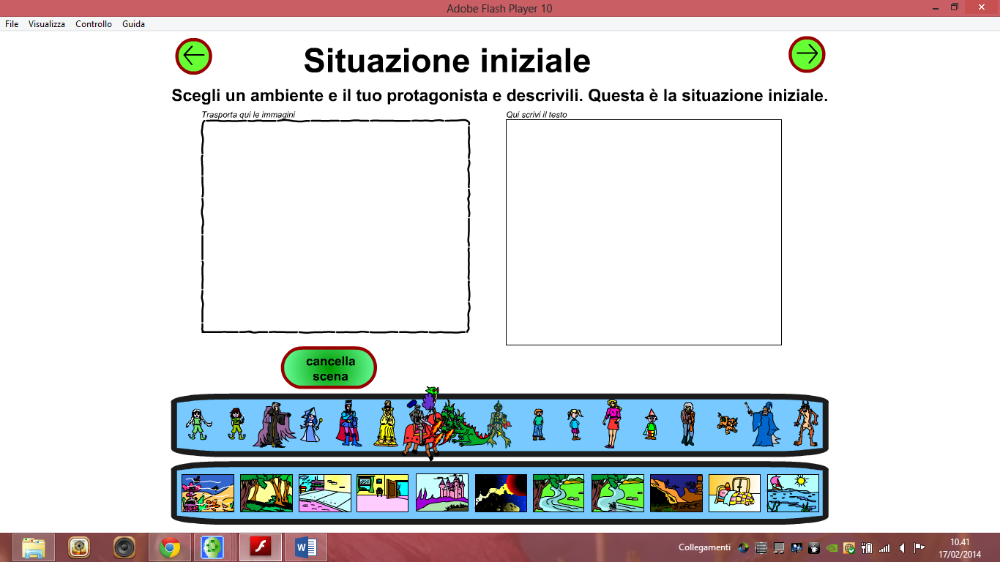 Adobe Flash Player 10
File Visualizza Controllo Guida
Situazione iniziale
Scegli un ambiente e il tuo protagonista e descrivili. Questa è la situazione iniziale.
Trasporta qui le immagini
Qui scrivi il testo
cancella
scena
Collegamenti
10.41
17/02/2014